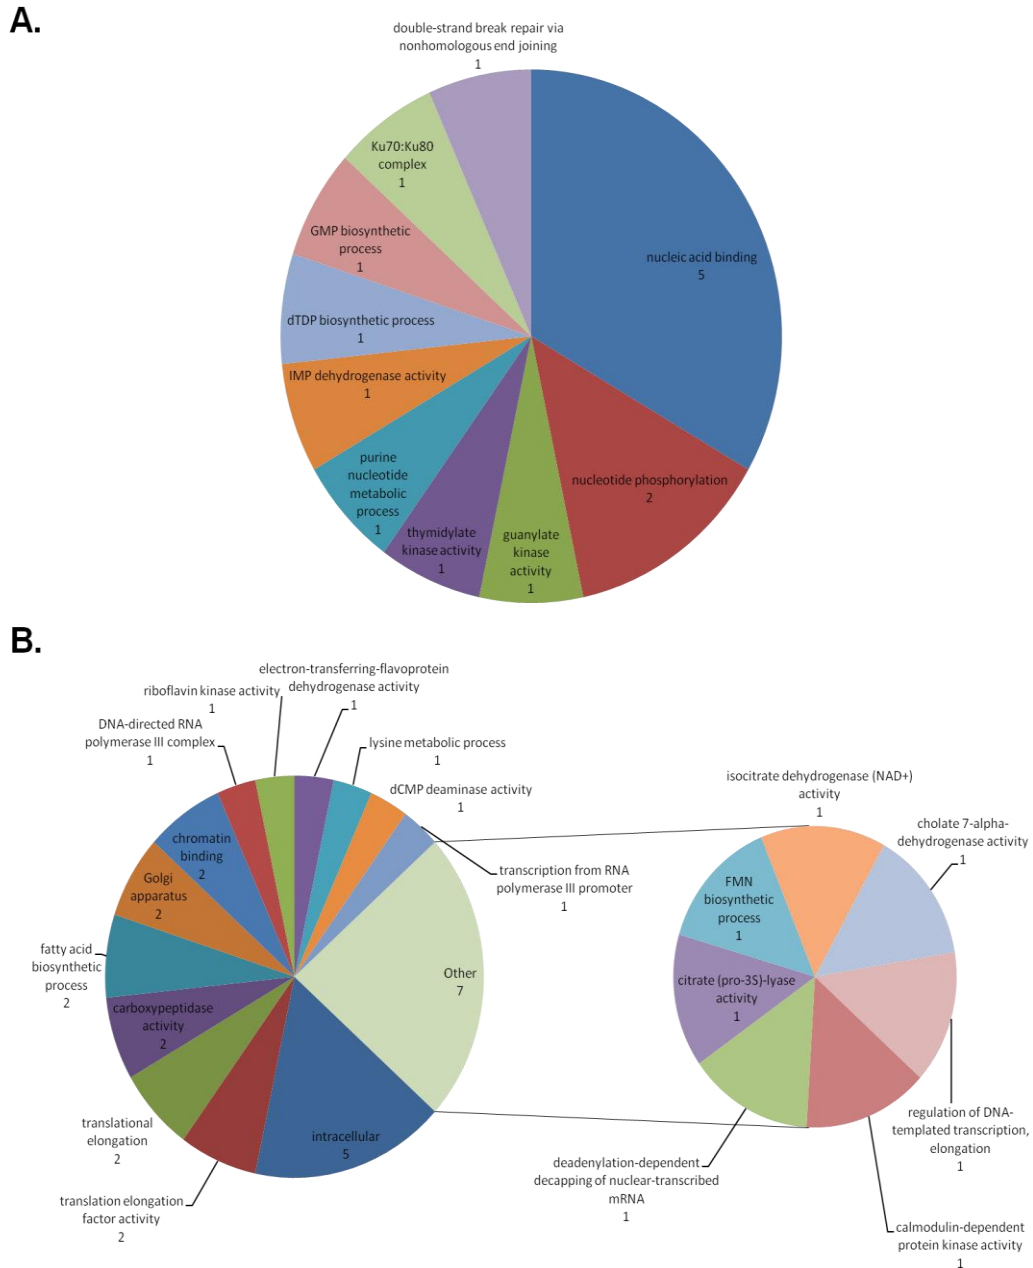 A.
double-strand break repair via
nonhomologous end joining
1
Ku70:Ku80
complex
1
GMP biosynthetic
process
1
nucleic acid binding
5
dTDP biosynthetic process
1
IMP dehydrogenase activity
1
purine
nucleotide
metabolic
process
1
nucleotide phosphorylation
2
thymidylate
kinase activity
1
guanylate
kinase
activity
1
B.
electron-transferring-flavoprotein
dehydrogenase activity
1
riboflavin kinase activity
1
DNA-directed RNA
polymerase III complex
1
lysine metabolic process
1
dCMP deaminase activity
1
transcription from RNA
polymerase III promoter
1
chromatin
binding
2
Golgi
apparatus
2
fatty acid
biosynthetic
process
2
carboxypeptidase
activity
2
translational
elongation
2
translation elongation
factor activity
2
intracellular
5
Other
7
isocitrate dehydrogenase (NAD+)
activity
1
cholate 7-alpha-
dehydrogenase activity
1
FMN
biosynthetic
process
1
citrate (pro-3S)-lyase
activity
1
regulation of DNA-
templated transcription,
elongation
1
deadenylation-dependent
decapping of nuclear-transcribed
mRNA
1
calmodulin-dependent
protein kinase activity
1